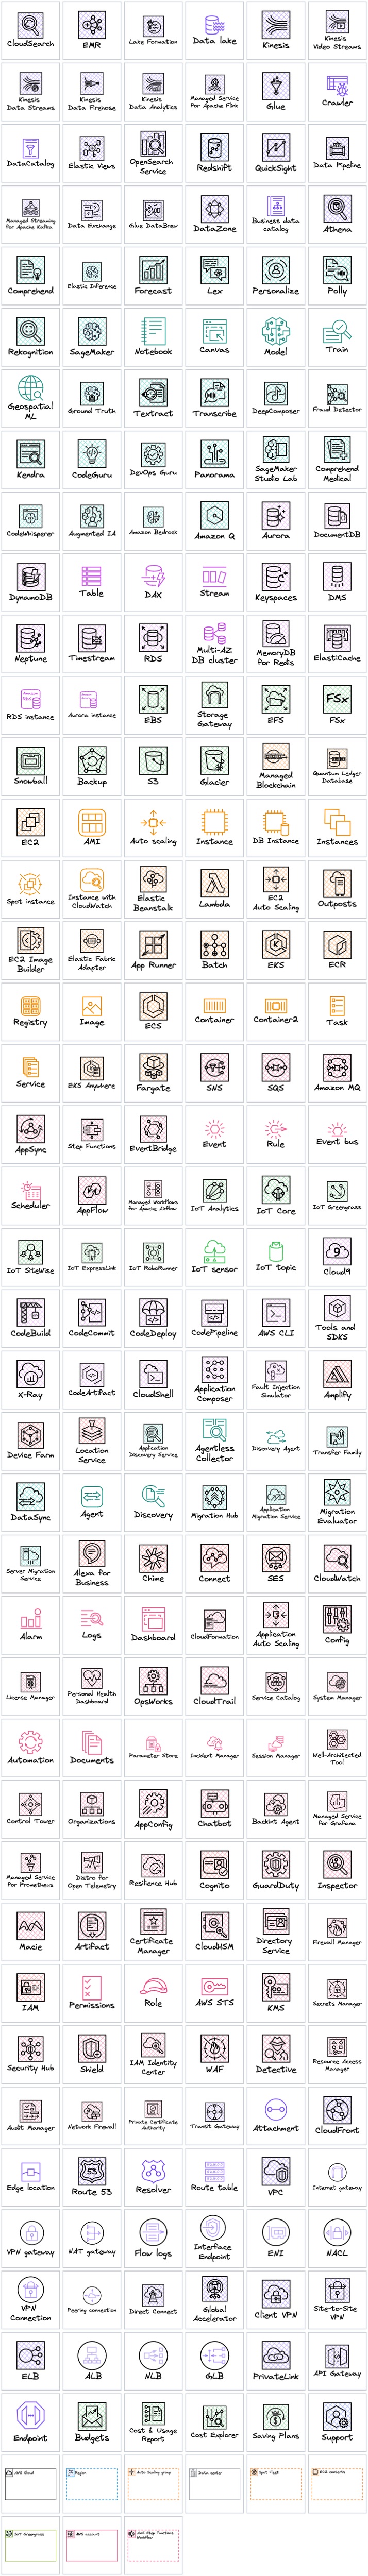 CloudSearch
EMR
Lake Formation
Data lake
Kinesis
Kinesis
Video Streams
Kinesis
Data Streams
Kinesis
Data Firehose
Kinesis
Data Analytics
Managed Service
for Apache Flink
Glue
Crawler
DataCatalog
Elastic Views
OpenSearch
Service
Redshift
QuickSight
Data Pipeline
Managed Streaming
for Apache Kafka
Data Exchange
Glue DataBrew
DataZone
Business data
catalog
Athena
Comprehend
Elastic Inference
Forecast
Lex
Personalize
Polly
Rekognition
SageMaker
Notebook
Canvas
Model
Train
Geospatial
ML
Ground Truth
Textract
Transcribe
DeepComposer
Fraud Detector
Kendra
CodeGuru
DevOps Guru
Panorama
SageMaker
Studio Lab
Comprehend
Medical
CodeWhisperer
Augmented IA
Amazon Bedrock
Amazon Q
Aurora
DocumentDB
DynamoDB
Table
DAX
Stream
Keyspaces
DMS
Neptune
Timestream
RDS
Multi-AZ
DB cluster
MemoryDB
for Redis
ElastiCache
RDS instance
Aurora instance
EBS
Storage
Gateway
EFS
FSx
FSx
Snowball
Backup
S3
Glacier
Managed
Blockchain
Quantum Ledger
Database
EC2
AMI
Auto scaling
Instance
DB Instance
Instances
Spot instance
Instance with
CloudWatch
Elastic
Beanstalk
Lambda
EC2
Auto Scaling
Outposts
EC2 Image
Builder
Elastic Fabric
Adapter
App Runner
Batch
EKS
ECR
Registry
Image
ECS
Container
Container2
Task
Service
EKS Anywhere
Fargate
SNS
SQS
Amazon MQ
AppSync
Step Functions
EventBridge
Event
Rule
Event bus
Scheduler
AppFlow
Managed Workflows
for Apache Airflow
IoT Analytics
IoT Core
IoT Greengrass
IoT SiteWise
IoT ExpressLink
IoT RoboRunner
IoT sensor
IoT topic
Cloud9
CodeBuild
CodeCommit
CodeDeploy
CodePipeline
AWS CLI
Tools and
SDKS
X-Ray
CodeArtifact
CloudShell
Application
Composer
Fault Injection
Simulator
Amplify
Device Farm
Location
Service
Application
Discovery Service
Agentless
Collector
Discovery Agent
Transfer Family
DataSync
Agent
Discovery
Migration Hub
Application
Migration Service
Migration
Evaluator
Server Migration
Service
Alexa for
Business
Chime
Connect
SES
CloudWatch
Alarm
Logs
Dashboard
CloudFormation
Application
Auto Scaling
Config
License Manager
Personal Health
Dashboard
OpsWorks
CloudTrail
Service Catalog
System Manager
Automation
Documents
Parameter Store
Incident Manager
Session Manager
Well-Architected
Tool
Control Tower
Organizations
AppConfig
Chatbot
Backint Agent
Managed Service
for Grafana
Managed Service
for Prometheus
Distro for
Open Telemetry
Resilience Hub
Cognito
GuardDuty
Inspector
Macie
Artifact
Certificate
Manager
CloudHSM
Directory
Service
Firewall Manager
IAM
Permissions
Role
AWS STS
KMS
Secrets Manager
Security Hub
Shield
IAM Identity
Center
WAF
Detective
Resource Access
Manager
Audit Manager
Network Firewall
Private Certificate
Authority
Transit Gateway
Attachment
CloudFront
Edge location
Route 53
Resolver
Route table
VPC
Internet gateway
VPN gateway
NAT gateway
Flow logs
Interface
Endpoint
ENI
NACL
VPN
Connection
Peering connection
Direct Connect
Global
Accelerator
Client VPN
Site-to-Site
VPN
ELB
ALB
NLB
GLB
PrivateLink
API Gateway
Endpoint
Budgets
Cost & Usage
Report
Cost Explorer
Saving Plans
Support
AWS Cloud
Region
Auto Scaling group
Data center
Spot Fleet
EC2 contents
IoT Greengrass
AWS account
AWS Step Functions
Workflow